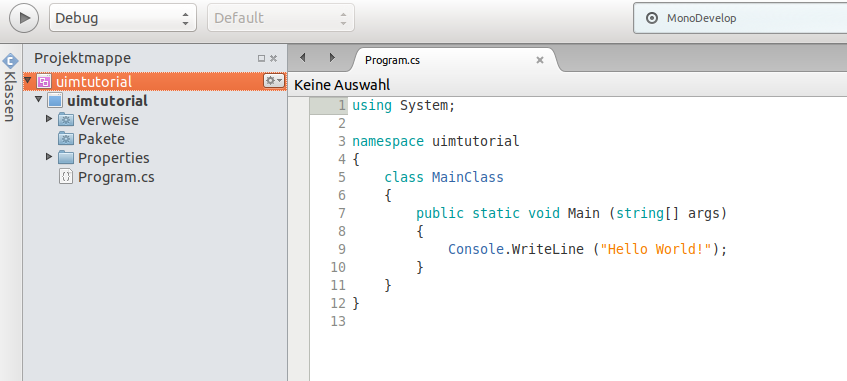 Debug
Default
MonoDevelop
Klassen
Projektmappe
uimtutorial
uimtutorial
Verweise
Pakete
Properties
Program.cs
Program.cs
Keine Auswahl
1 using System;
2
3 namespace uimtutorial
4 {
5 class MainClass
6 {
7 public static void Main (string[] args)
8 {
9 Console.WriteLine ("Hello World!");
10 }
11 }
12 }
13